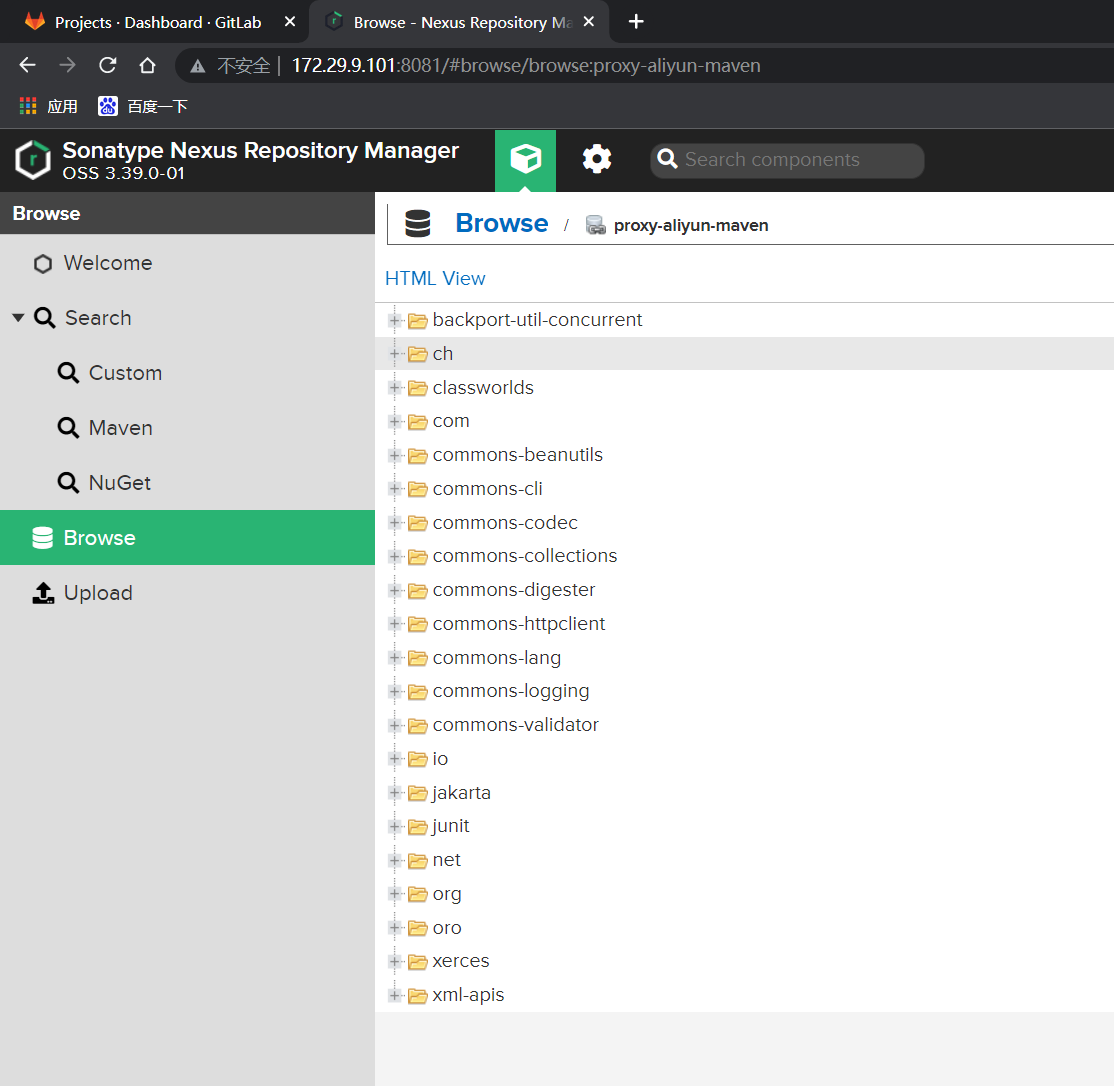 Projects · Dashboard · GitLab
Browse - Nexus Repository Ma
不安全 172.29.9.101:8081/#browse/browse:proxy-aliyun-maven
应用 百度一下
Sonatype Nexus Repository Manager
OSS 3.39.0-01
Search components
Browse
Welcome
Search
Custom
Maven
NuGet
Browse
Upload
Browse / proxy-aliyun-maven
HTML View
backport-util-concurrent
ch
classworlds
com
commons-beanutils
commons-cli
commons-codec
commons-collections
commons-digester
commons-httpclient
commons-lang
commons-logging
commons-validator
io
jakarta
junit
net
org
oro
xerces
xml-apis